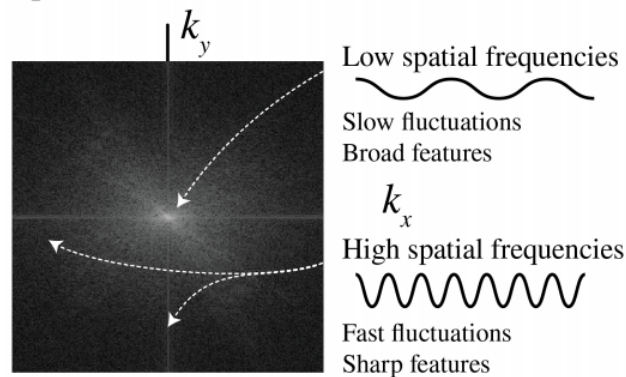 k_y
Low spatial frequencies
Slow fluctuations
Broad features
k_x
High spatial frequencies
Fast fluctuations
Sharp features